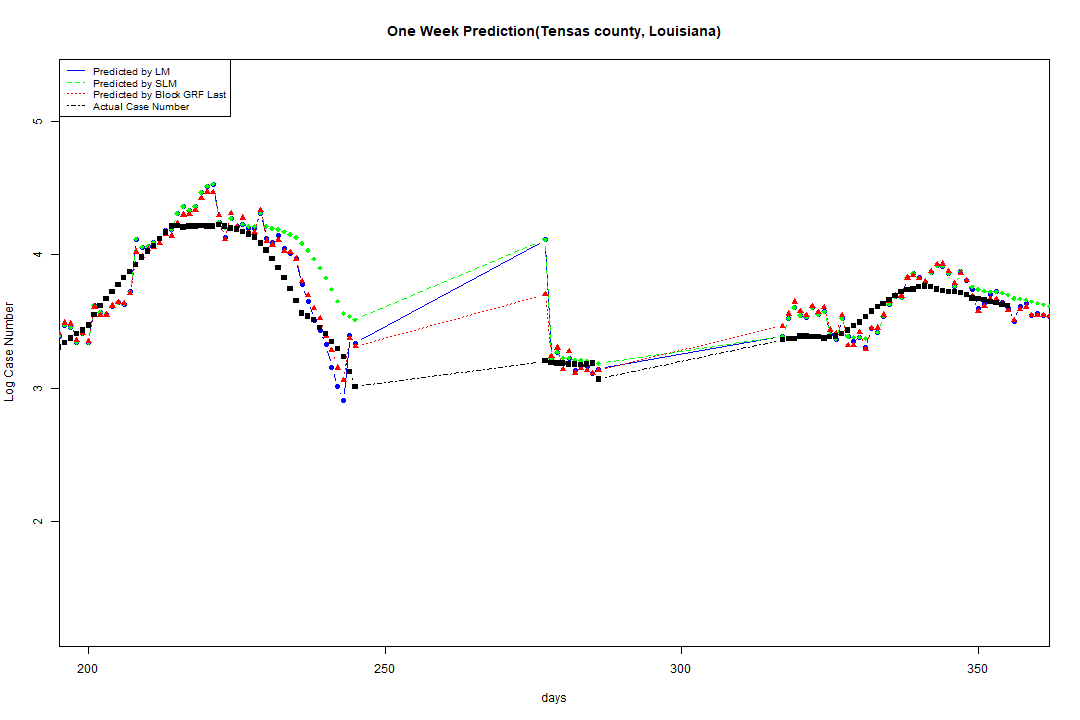 One Week Prediction(Tensas county, Louisiana)
Predicted by LM
Predicted by SLM
Predicted by Block GRF Last
Actual Case Number
5
4
3
2
Log Case Number
200
250
300
350
days